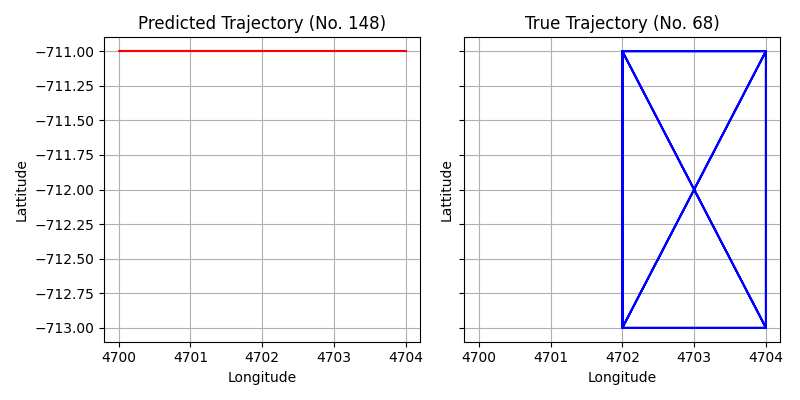 Predicted Trajectory (No. 148)
True Trajectory (No. 68)
Lattitude
−711.00
−711.25
−711.50
−711.75
−712.00
−712.25
−712.50
−712.75
−713.00
4700 4701 4702 4703 4704
Longitude
Lattitude
4700 4701 4702 4703 4704
Longitude